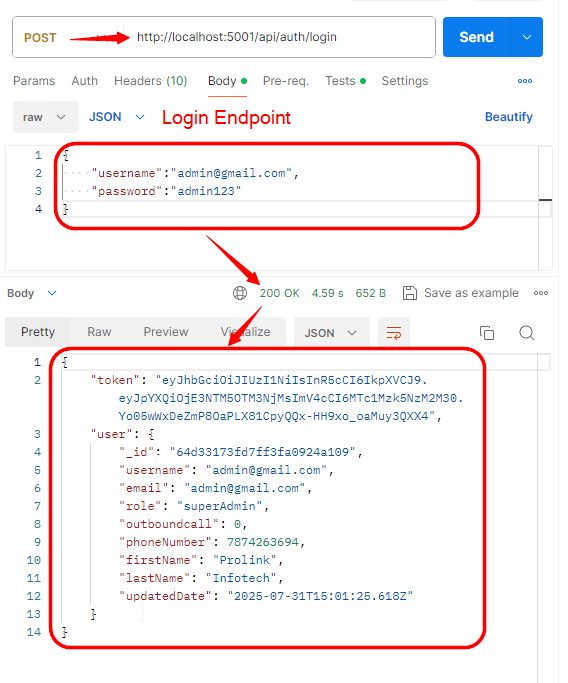 POST http://localhost:5001/api/auth/login Send
Params Auth Headers (10) Body Pre-req. Tests Settings
raw JSON Login Endpoint Beautify
1 {
2 "username":"admin@gmail.com",
3 "password":"admin123"
4 }
Body 200 OK 4.59 s 652 B Save as example
Pretty Raw Preview Visualize JSON
1 {
2 "token": "eyJhbGciOiJIUzI1NiIsInR5cCI6IkpXVCJ9.
eyJpYXQiOjE3NTM5OTM3NjMsImV4cCI6MTc1Mzk5NzM2M30.
Yo05wWxDeZmP8OaPLX81CpyQQx-HH9xo_oaMuy3QXX4",
3 "user": {
4 "_id": "64d33173fd7ff3fa0924a109",
5 "username": "admin@gmail.com",
6 "email": "admin@gmail.com",
7 "role": "superAdmin",
8 "outboundcall": 0,
9 "phoneNumber": 7874263694,
10 "firstName": "Prolink",
11 "lastName": "Infotech",
12 "updatedDate": "2025-07-31T15:01:25.618Z"
13 }
14 }